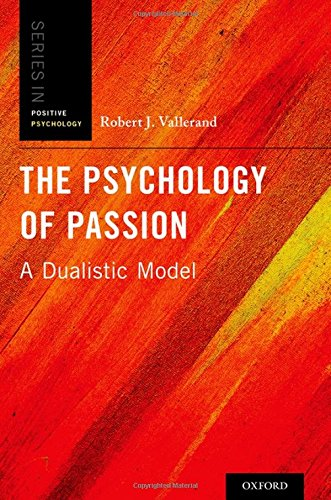 SERIES IN
POSITIVE
PSYCHOLOGY
Robert J. Vallerand
THE PSYCHOLOGY
OF PASSION
A Dualistic Model
OXFORD